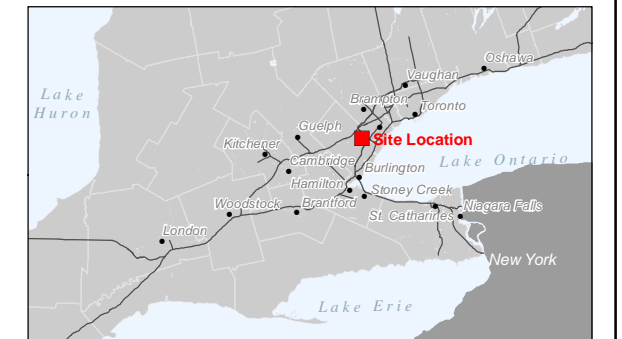 Oshawa
Vaughan
Lake
Huron
Brampton
Toronto
Guelph
Site Location
Kitchener
Cambridge
Lake Ontario
Burlington
Hamilton
Stoney Creek
Woodstock
Brantford
St. Catharines
Niagara Falls
London
New York
Lake Erie